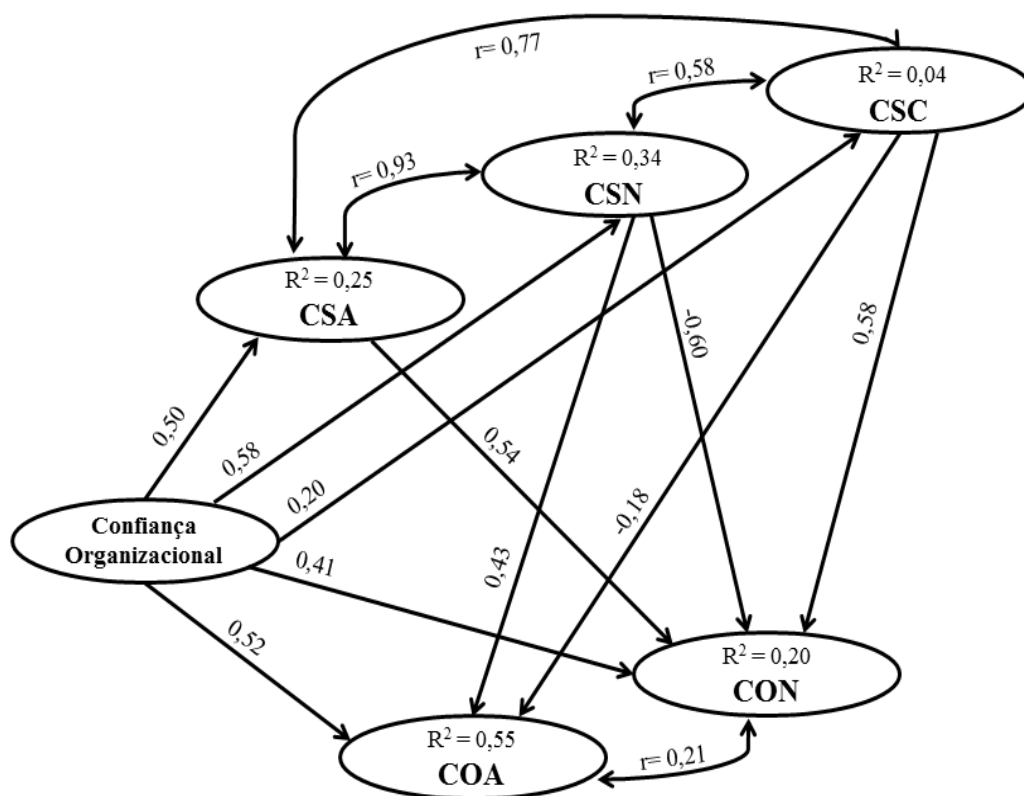 r= 0,77
r= 0,58
R² = 0,04
CSC
r= 0,93
R² = 0,34
CSN
R² = 0,25
CSA
-0,60
0,58
0,50
0,58
0,54
0,20
-0,18
Confiança
Organizacional
0,41
0,43
0,52
R² = 0,20
CON
R² = 0,55
COA
r= 0,21